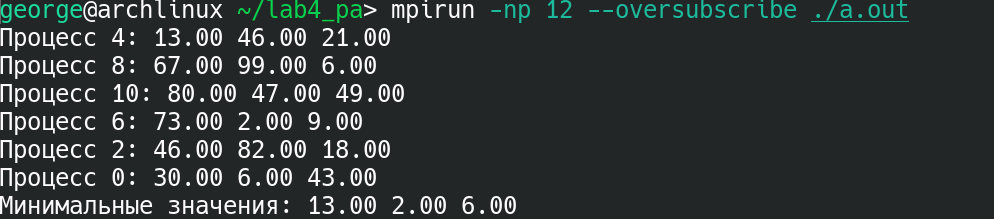 george@archlinux ~/lab4_pa> mpirun -np 12 --oversubscribe ./a.out
Процесс 4: 13.00 46.00 21.00
Процесс 8: 67.00 99.00 6.00
Процесс 10: 80.00 47.00 49.00
Процесс 6: 73.00 2.00 9.00
Процесс 2: 46.00 82.00 18.00
Процесс 0: 30.00 6.00 43.00
Минимальные значения: 13.00 2.00 6.00